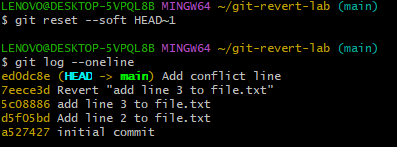 LENOVO@DESKTOP-5VPQL8B MINGW64 ~/git-revert-lab (main)
$ git reset --soft HEAD~1
LENOVO@DESKTOP-5VPQL8B MINGW64 ~/git-revert-lab (main)
$ git log --oneline
ed0dc8e (HEAD -> main) Add conflict line
7eece3d Revert "add line 3 to file.txt"
5c08886 add line 3 to file.txt
d5f05bd Add line 2 to file.txt
a527427 initial commit